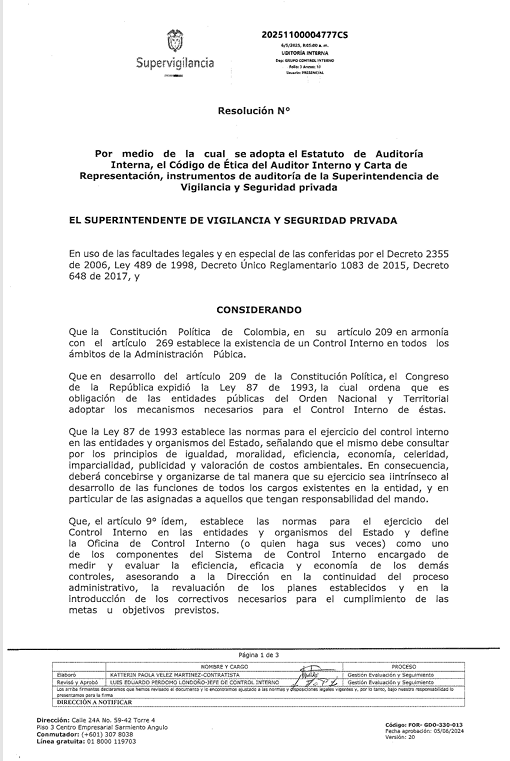 Supervigilancia
20251100004777CS
6/5/2025, 8:05:00 a. m.
UDITORÍA INTERNA
Dep: GRUPO CONTROL INTERNO
Folio: 3 Anexos: 10
Usuario: PRESENCIAL
Resolución N°
Por medio de la cual se adopta el Estatuto de Auditoría
Interna, el Código de Ética del Auditor Interno y Carta de
Representación, instrumentos de auditoría de la Superintendencia de
Vigilancia y Seguridad privada
EL SUPERINTENDENTE DE VIGILANCIA Y SEGURIDAD PRIVADA
En uso de las facultades legales y en especial de las conferidas por el Decreto 2355
de 2006, Ley 489 de 1998, Decreto Único Reglamentario 1083 de 2015, Decreto
648 de 2017, y
CONSIDERANDO
Que la Constitución Política de Colombia, en su artículo 209 en armonía
con el artículo 269 establece la existencia de un Control Interno en todos los
ámbitos de la Administración Púbica.
Que en desarrollo del artículo 209 de la Constitución Política, el Congreso
de la República expidió la Ley 87 de 1993, la cual ordena que es
obligación de las entidades públicas del Orden Nacional y Territorial
adoptar los mecanismos necesarios para el Control Interno de éstas.
Que la Ley 87 de 1993 establece las normas para el ejercicio del control interno
en las entidades y organismos del Estado, señalando que el mismo debe consultar
por los principios de igualdad, moralidad, eficiencia, economía, celeridad,
imparcialidad, publicidad y valoración de costos ambientales. En consecuencia,
deberá concebirse y organizarse de tal manera que su ejercicio sea iintrínseco al
desarrollo de las funciones de todos los cargos existentes en la entidad, y en
particular de las asignadas a aquellos que tengan responsabilidad del mando.
Que, el artículo 9° ídem, establece las normas para el ejercicio del
Control Interno en las entidades y organismos del Estado y define
la Oficina de Control Interno (o quien haga sus veces) como uno
de los componentes del Sistema de Control Interno encargado de
medir y evaluar la eficiencia, eficacia y economía de los demás
controles, asesorando a la Dirección en la continuidad del proceso
administrativo, la revaluación de los planes establecidos y en la
introducción de los correctivos necesarios para el cumplimiento de las
metas u objetivos previstos.
Página 1 de 3
NOMBRE Y CARGO PROCESO
Elaboró KATTERIN PAOLA VELEZ MARTINEZ-CONTRATISTA Gestión Evaluación y Seguimiento
Revisó y Aprobó LUIS EDUARDO PERDOMO LONDOÑO-JEFE DE CONTROL INTERNO Gestión Evaluación y Seguimiento
Los arriba firmantes declaramos que hemos revisado el documento y lo encontramos ajustado a las normas y disposiciones legales vigentes y, por lo tanto, bajo nuestra responsabilidad lo
presentamos para la firma
DIRECCIÓN A NOTIFICAR
Dirección: Calle 24A No. 59-42 Torre 4
Piso 3 Centro Empresarial Sarmiento Angulo
Conmutador: (+601) 307 8038
Línea gratuita: 01 8000 119703
Código: FOR- GDO-330-013
Fecha aprobación: 05/06/2024
Versión: 20